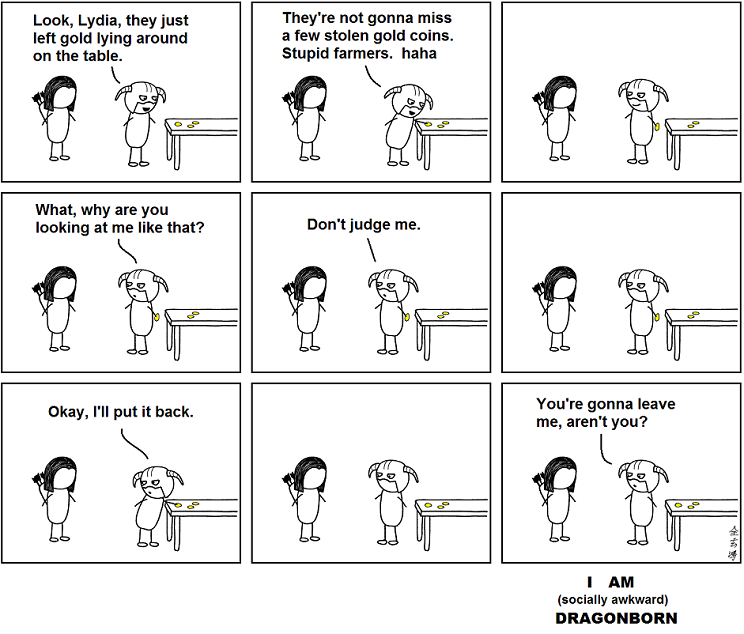 Look, Lydia, they just
left gold lying around
on the table.
They're not gonna miss
a few stolen gold coins.
Stupid farmers. haha
What, why are you
looking at me like that?
Don't judge me.
Okay, I'll put it back.
You're gonna leave
me, aren't you?
I AM
(socially awkward)
DRAGONBORN